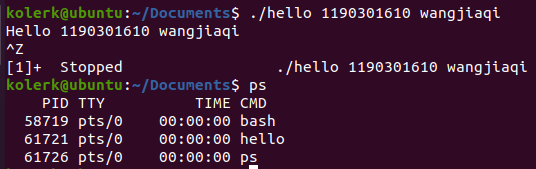 kolerk@ubuntu:~/Documents$ ./hello 1190301610 wangjiaqi
Hello 1190301610 wangjiaqi
^Z
[1]+  Stopped                 ./hello 1190301610 wangjiaqi
kolerk@ubuntu:~/Documents$ ps
    PID TTY          TIME CMD
  58719 pts/0    00:00:00 bash
  61721 pts/0    00:00:00 hello
  61726 pts/0    00:00:00 ps